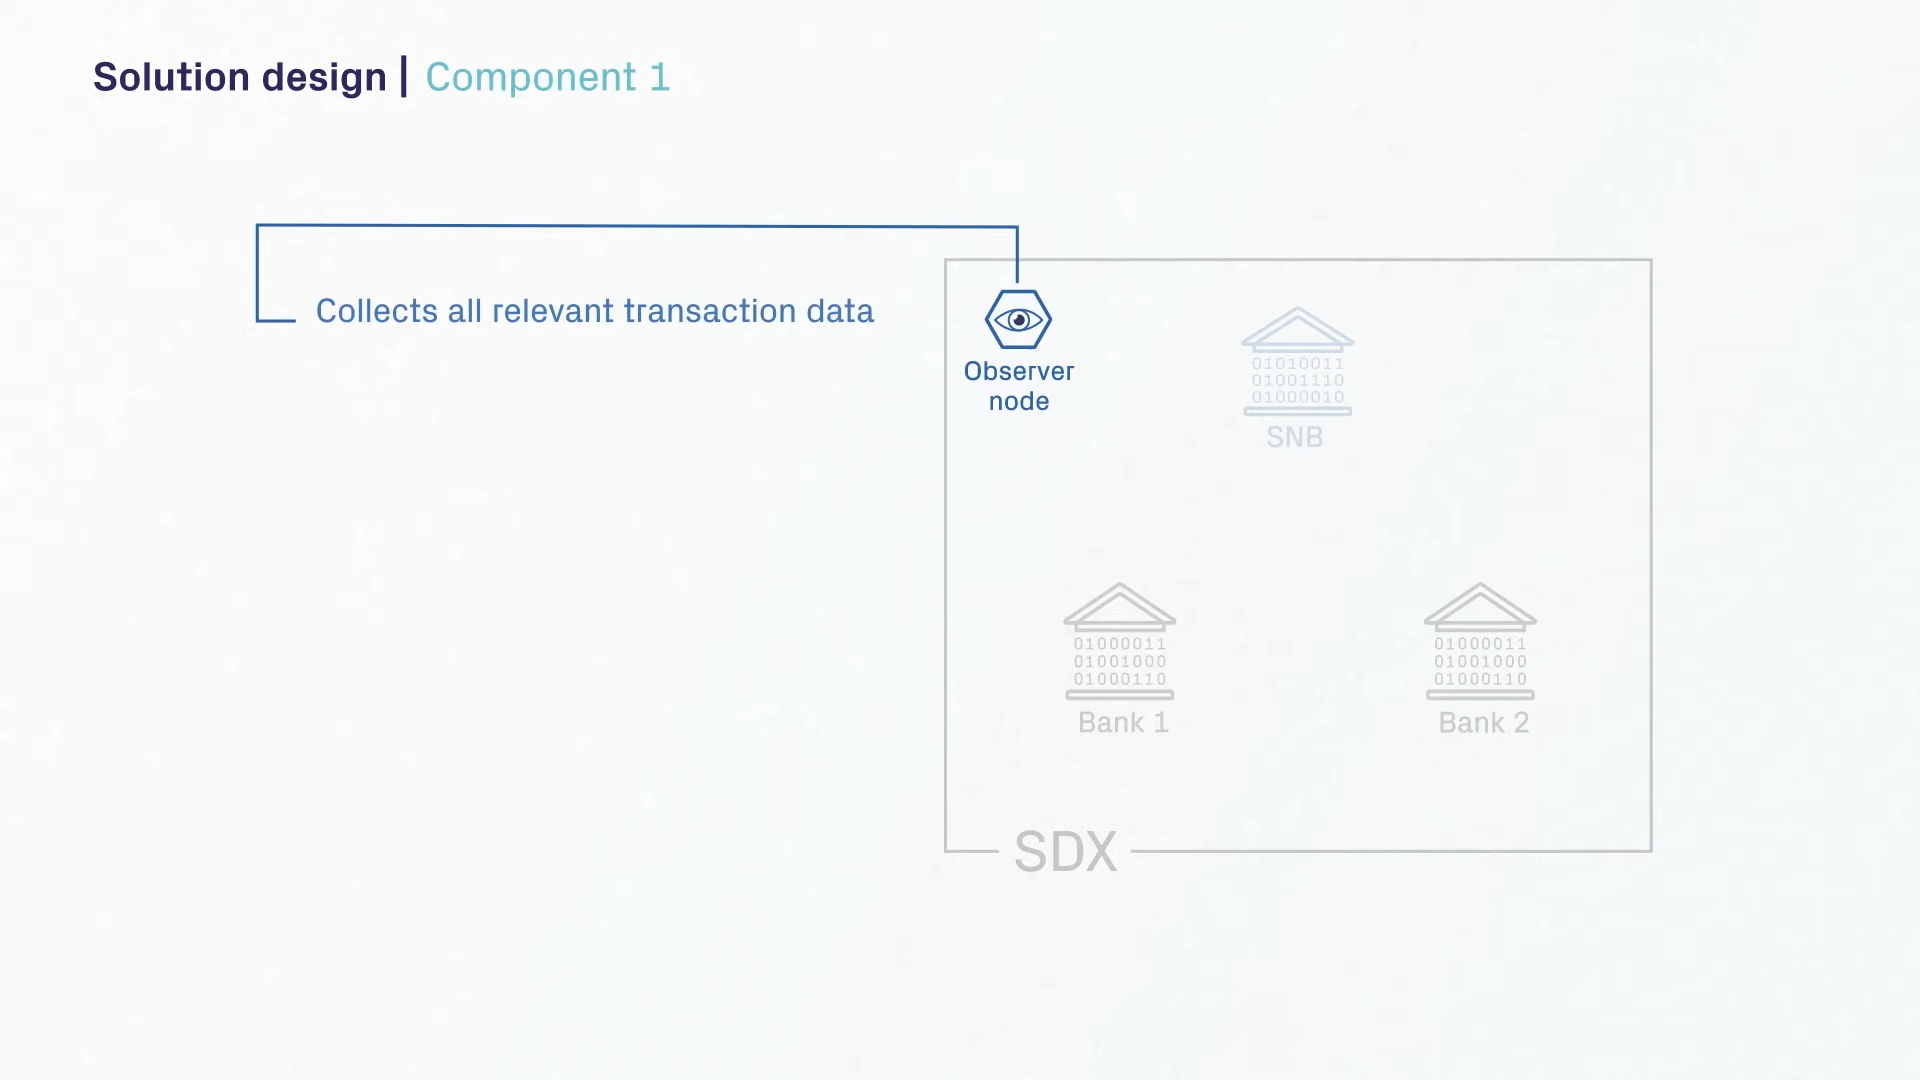 Solution design | Component 1
Collects all relevant transaction data
Observer
node
01010011
01001110
01000010
SNB
01000011
01001000
01000110
Bank 1
01000011
01001000
01000110
Bank 2
SDX